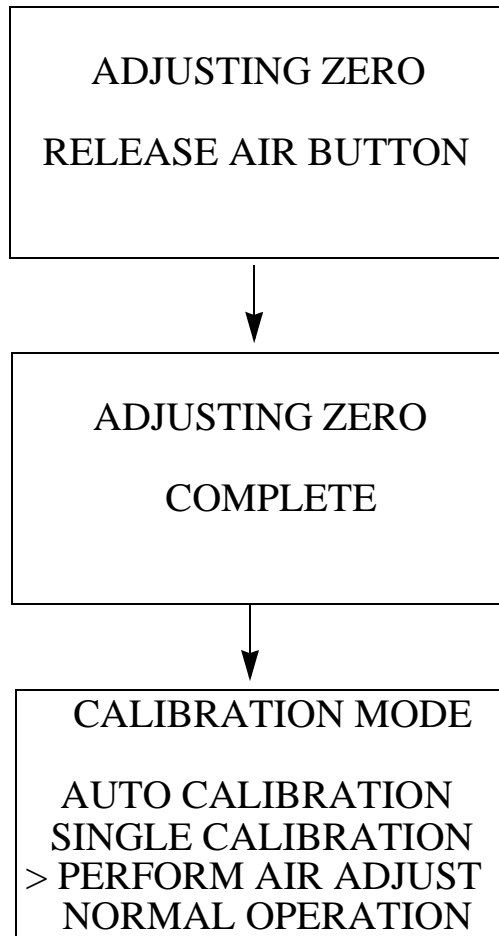 ADJUSTING ZERO
RELEASE AIR BUTTON
ADJUSTING ZERO
COMPLETE
CALIBRATION MODE
AUTO CALIBRATION
SINGLE CALIBRATION
> PERFORM AIR ADJUST
NORMAL OPERATION